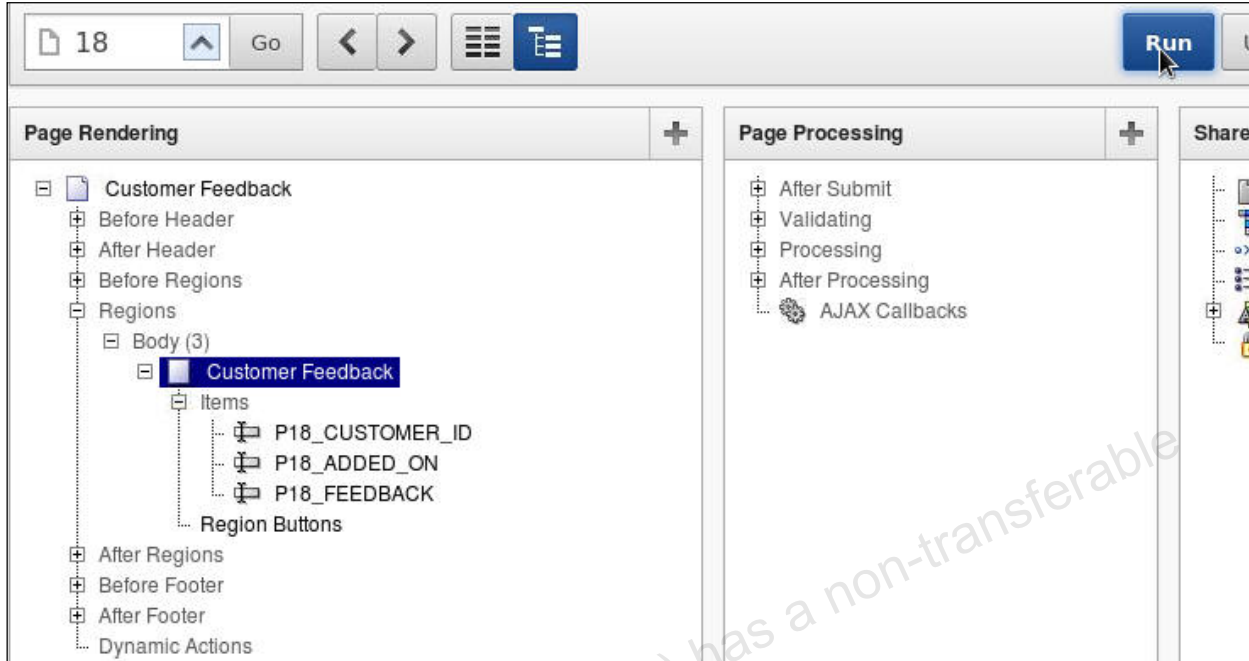 18
Go
Run
Page Rendering
Customer Feedback
Before Header
After Header
Before Regions
Regions
Body (3)
Customer Feedback
Items
P18_CUSTOMER_ID
P18_ADDED_ON
P18_FEEDBACK
Region Buttons
After Regions
Before Footer
After Footer
Dynamic Actions
Page Processing
After Submit
Validating
Processing
After Processing
AJAX Callbacks
Share
has a non-transferable